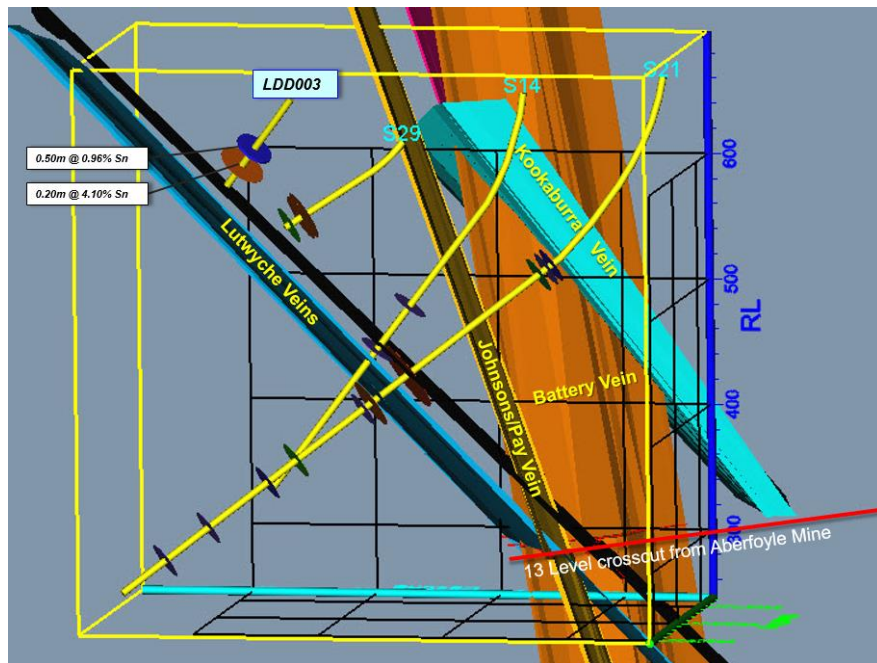 LDD003
S14
S21
S29
0.50m @ 0.96% Sn
0.20m @ 4.10% Sn
600
Kookaburra Vein
Lutwyche Veins
500
RL
Johnsons/Pay Vein
Battery Vein
400
300
13 Level crosscut from Aberfoyle Mine